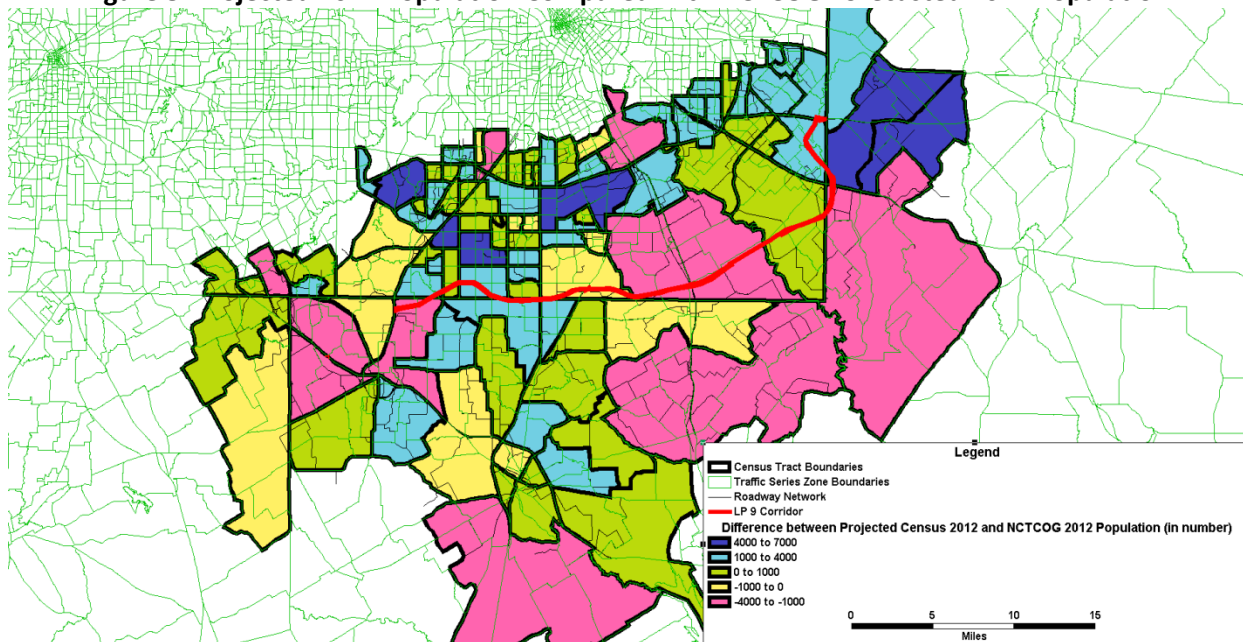 Legend
Census Tract Boundaries
Traffic Series Zone Boundaries
Roadway Network
LP 9 Corridor
Difference between Projected Census 2012 and NCTCOG 2012 Population (in number)
4000 to 7000
1000 to 4000
0 to 1000
-1000 to 0
-4000 to -1000
0 5 10 15
Miles